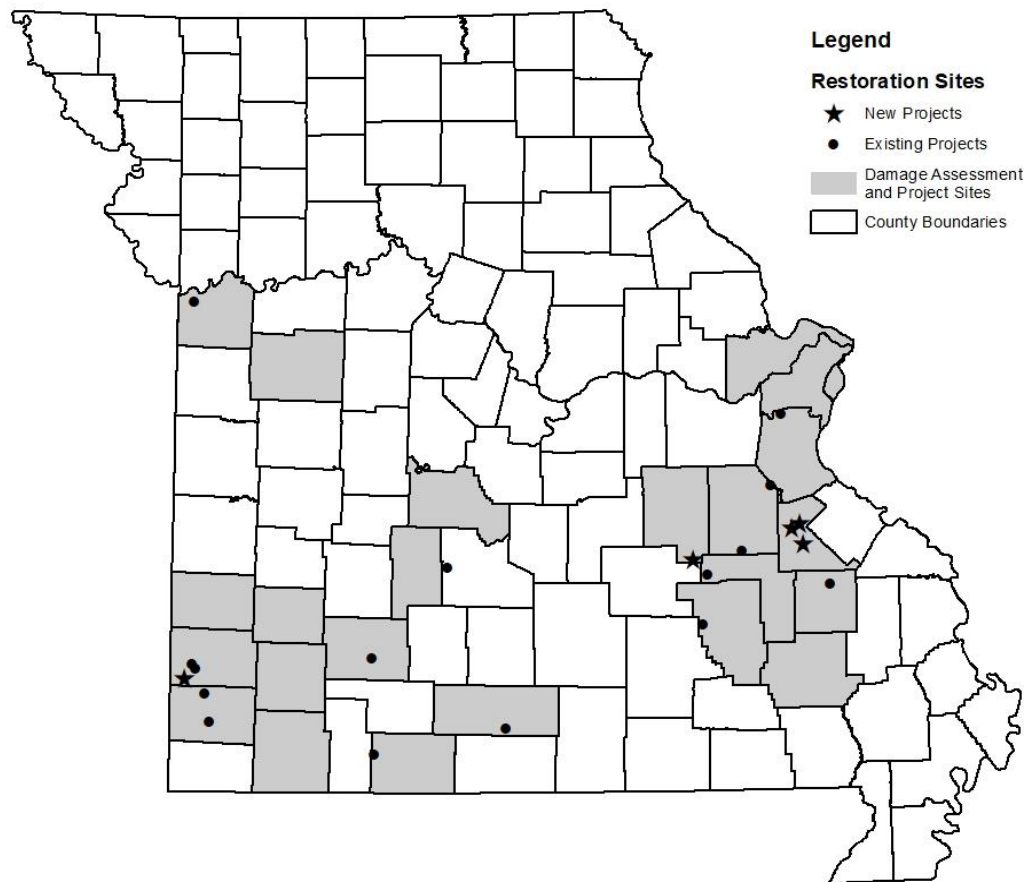 Legend
Restoration Sites
New Projects
Existing Projects
Damage Assessment
and Project Sites
County Boundaries